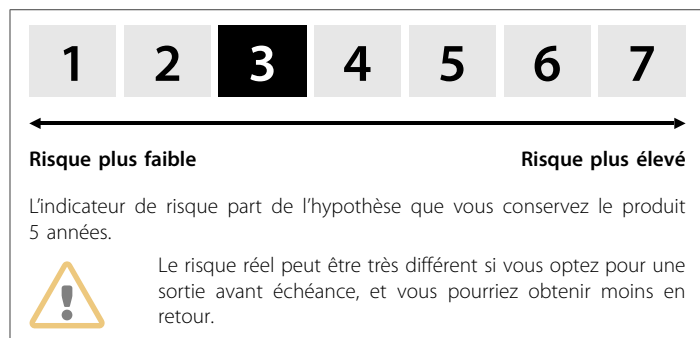 1 2 3 4 5 6 7
Risque plus faible Risque plus élevé
L'indicateur de risque part de l'hypothèse que vous conservez le produit
5 années.
Le risque réel peut être très différent si vous optez pour une
sortie avant échéance, et vous pourriez obtenir moins en
retour.